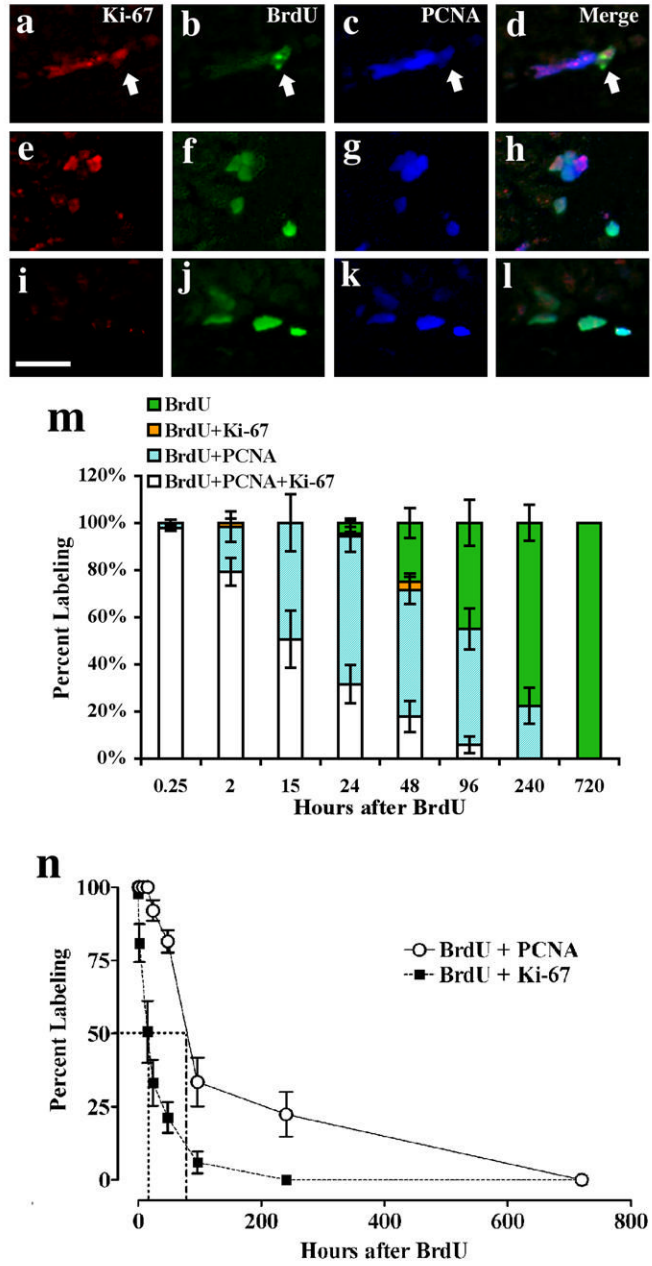 a Ki-67
b BrdU
c PCNA
d Merge
e
f
g
h
i
j
k
l
m
BrdU
BrdU+Ki-67
BrdU+PCNA
BrdU+PCNA+Ki-67
120%
100%
80%
60%
40%
20%
0%
Percent Labeling
0.25 2 15 24 48 96 240 720
Hours after BrdU
n
100
75
50
25
0
Percent Labeling
BrdU + PCNA
BrdU + Ki-67
0 200 400 600 800
Hours after BrdU